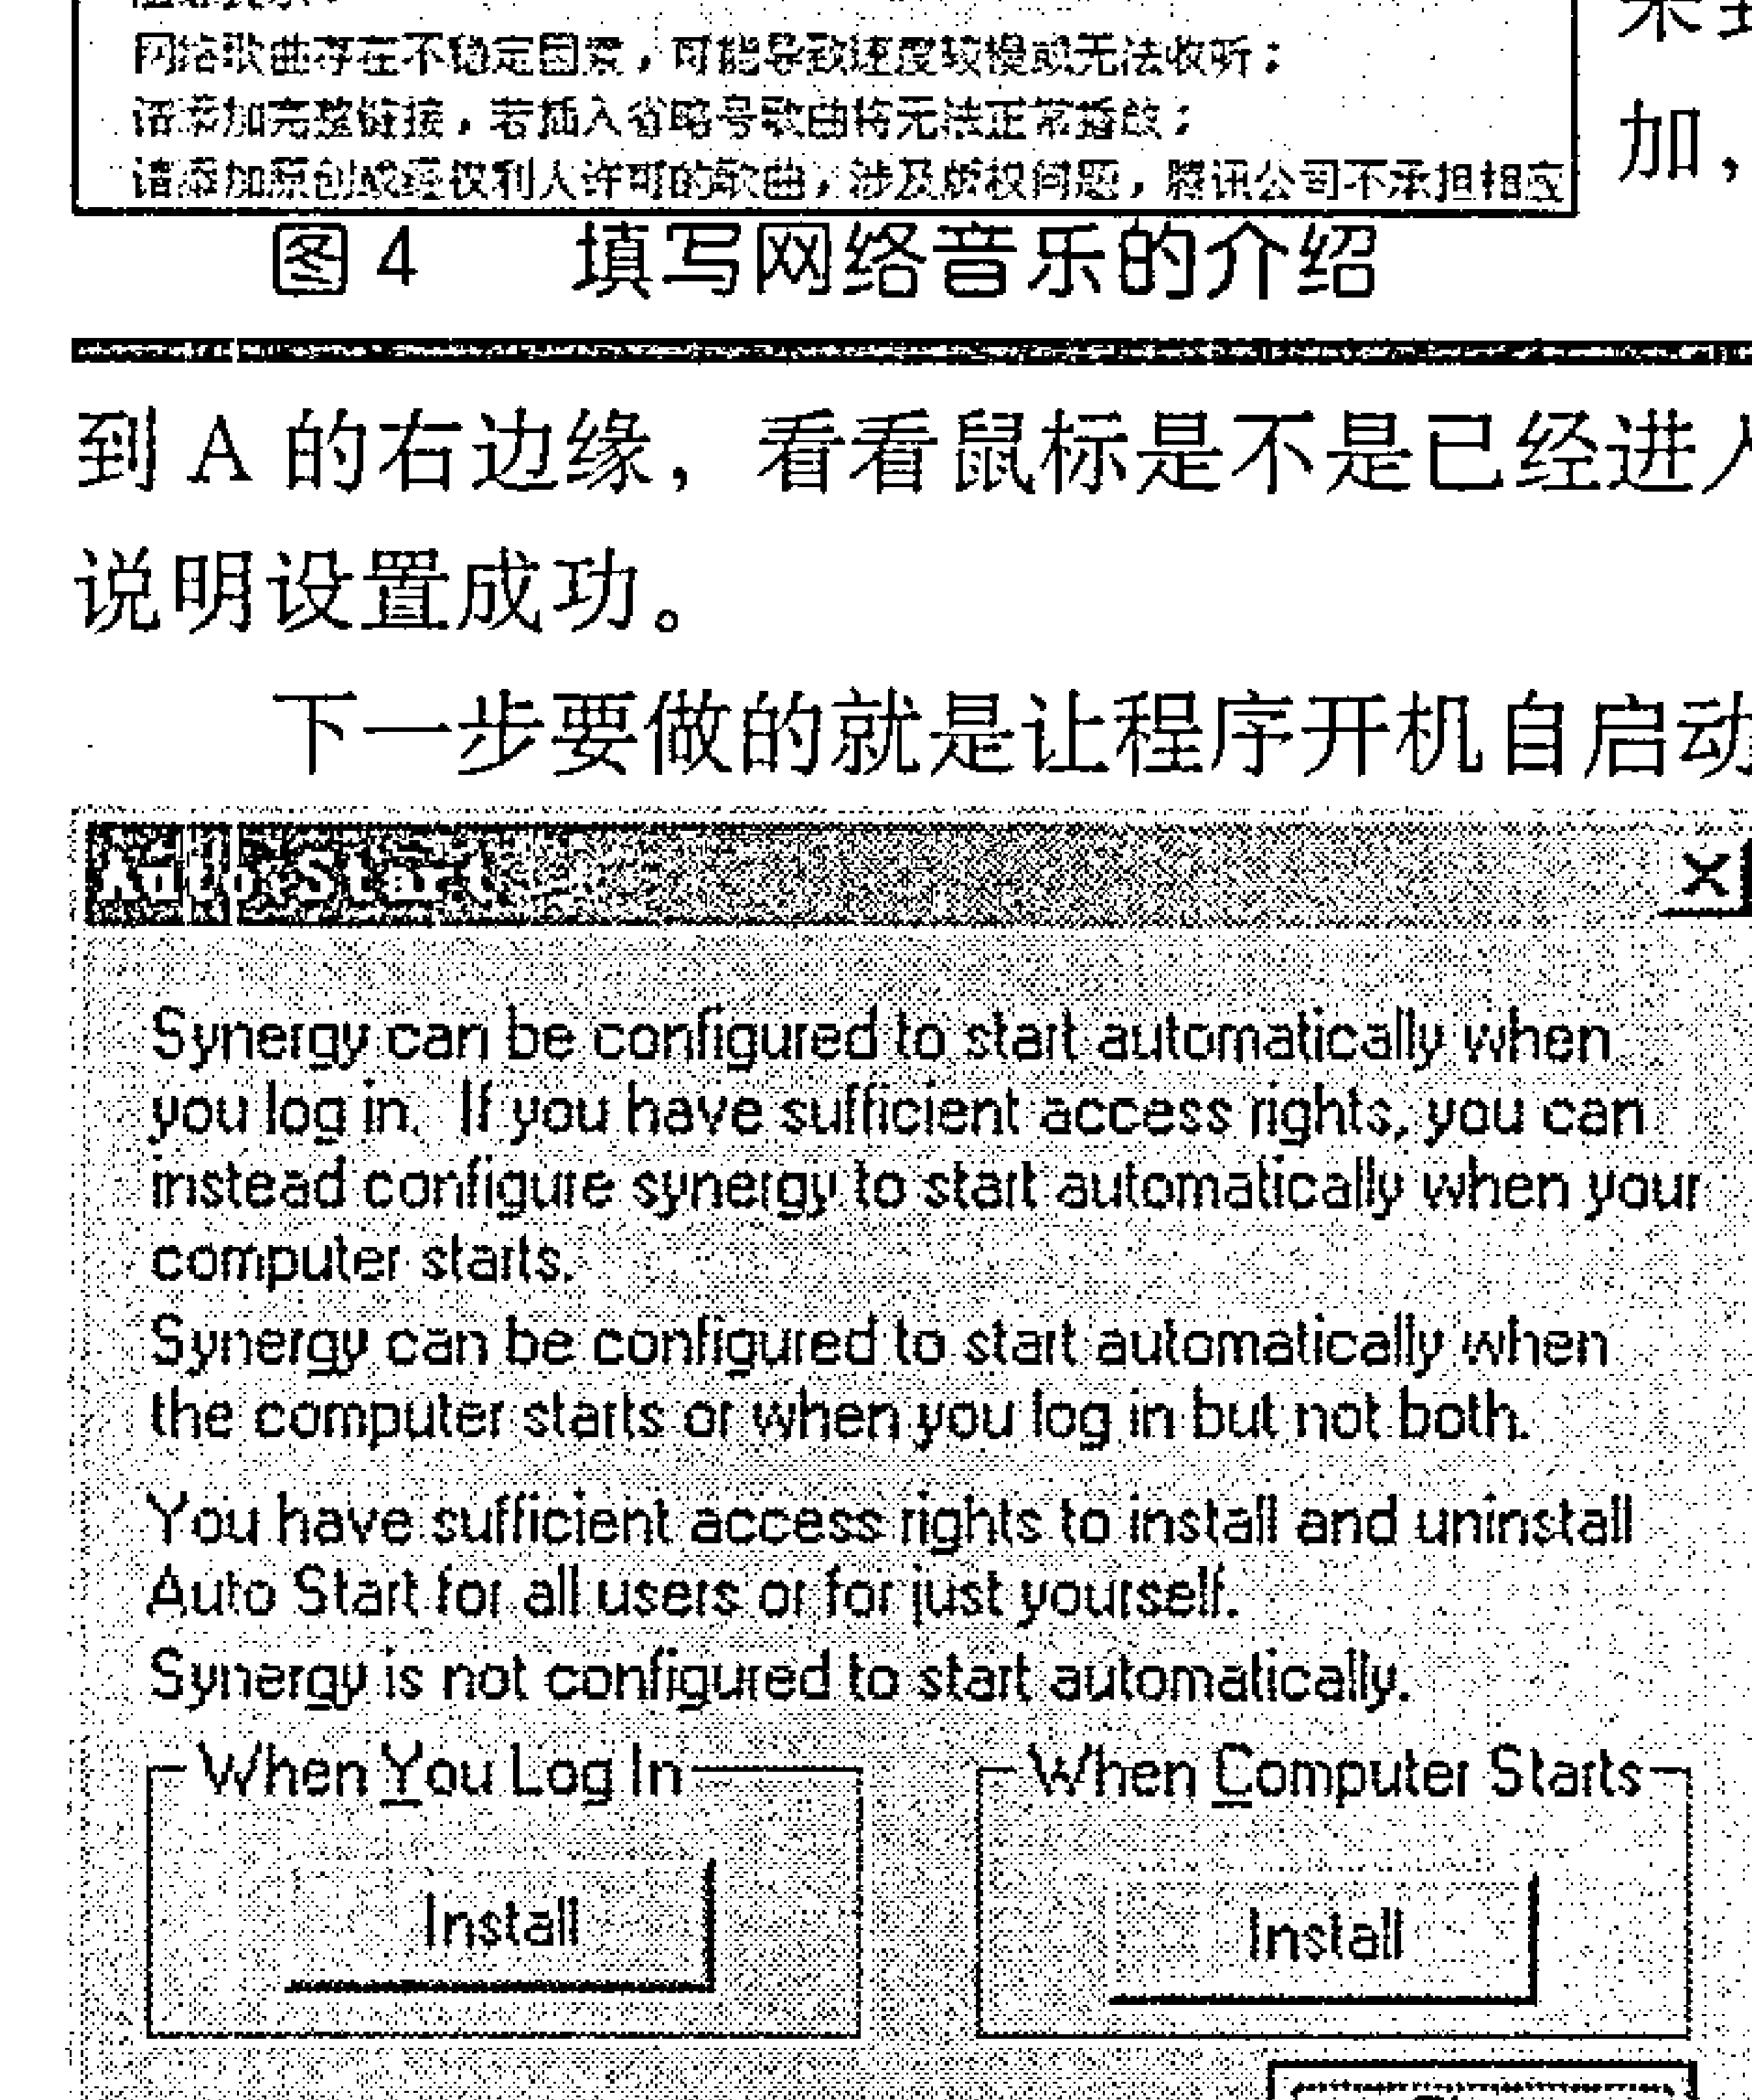 网络歌曲存在不稳定因素，可能导致速度较慢或无法收听；
请添加完整链接，若插入省略号歌曲将无法正常播放；
请添加原创或经权利人许可的歌曲，涉及版权问题，腾讯公司不承担相应
加，
图 4 填写网络音乐的介绍
到 A 的右边缘，看看鼠标是不是已经进入
说明设置成功。
下一步要做的就是让程序开机自启动
Auto Start
Synergy can be configured to start automatically when
you log in. If you have sufficient access rights, you can
instead configure synergy to start automatically when your
computer starts.
Synergy can be configured to start automatically when
the computer starts or when you log in but not both.
You have sufficient access rights to install and uninstall
Auto Start for all users or for just yourself.
Synergy is not configured to start automatically.
When You Log In
When Computer Starts
Install
Install